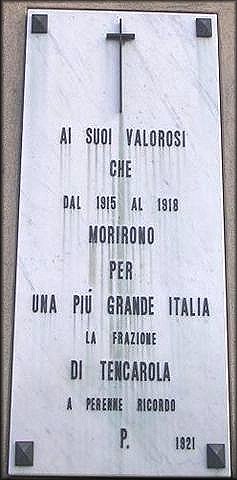 AI SUOI VALOROSI
CHE
DAL 1915 AL 1918
MORIRONO
PER
UNA PIÚ GRANDE ITALIA
LA FRAZIONE
DI TENCAROLA
A PERENNE RICORDO
P. 1921